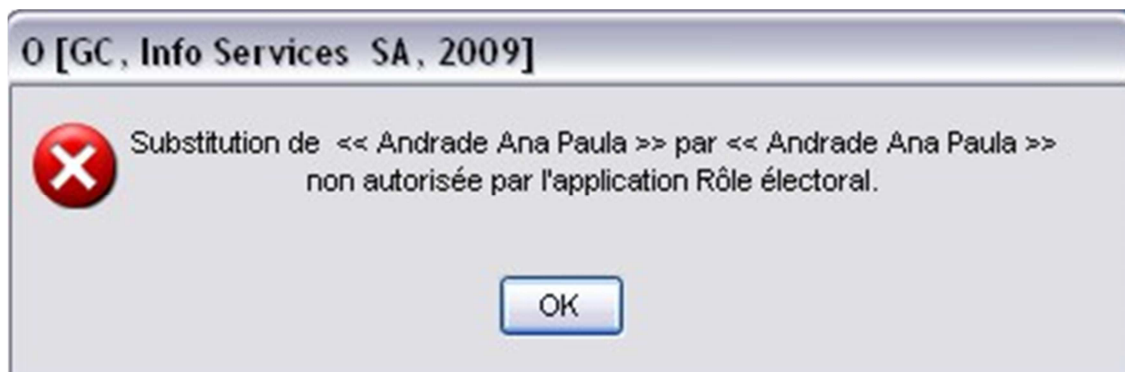 O [GC, Info Services SA, 2009]
Substitution de << Andrade Ana Paula >> par << Andrade Ana Paula >>
non autorisée par l'application Rôle électoral.
OK